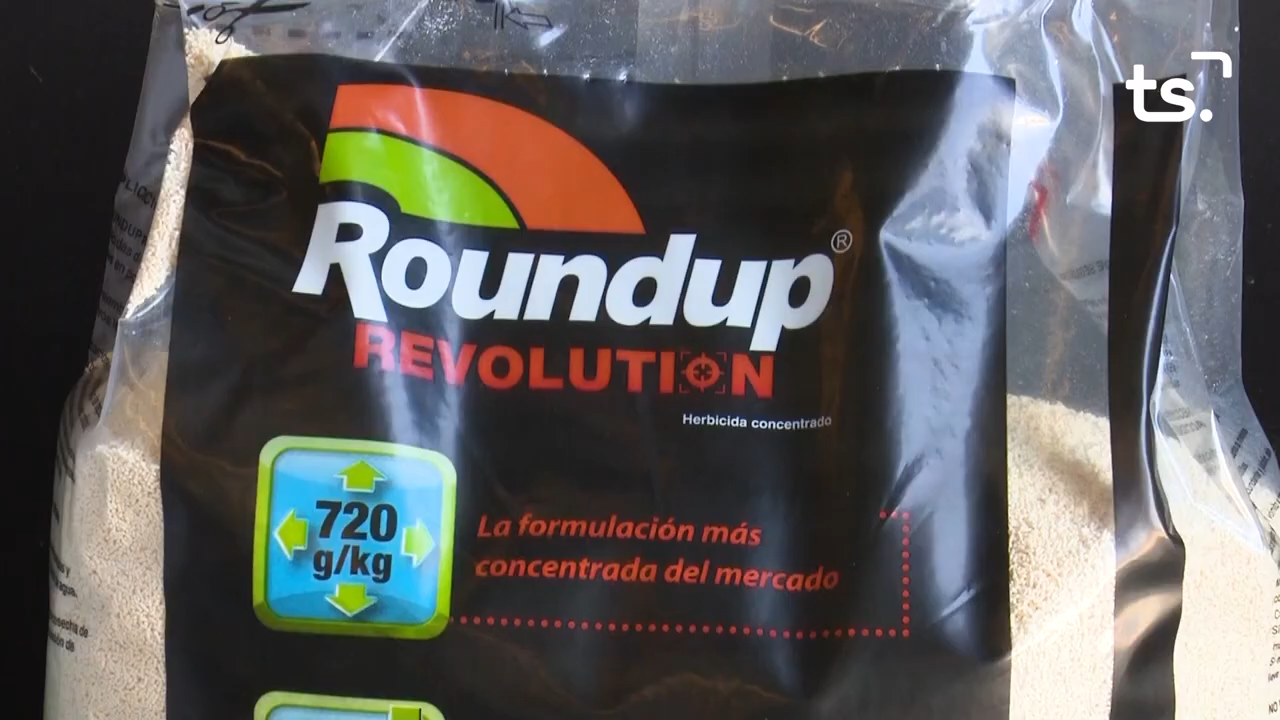 ts.
Roundup®
REVOLUTION
Herbicida concentrado
720
g/kg
La formulación más
concentrada del mercado